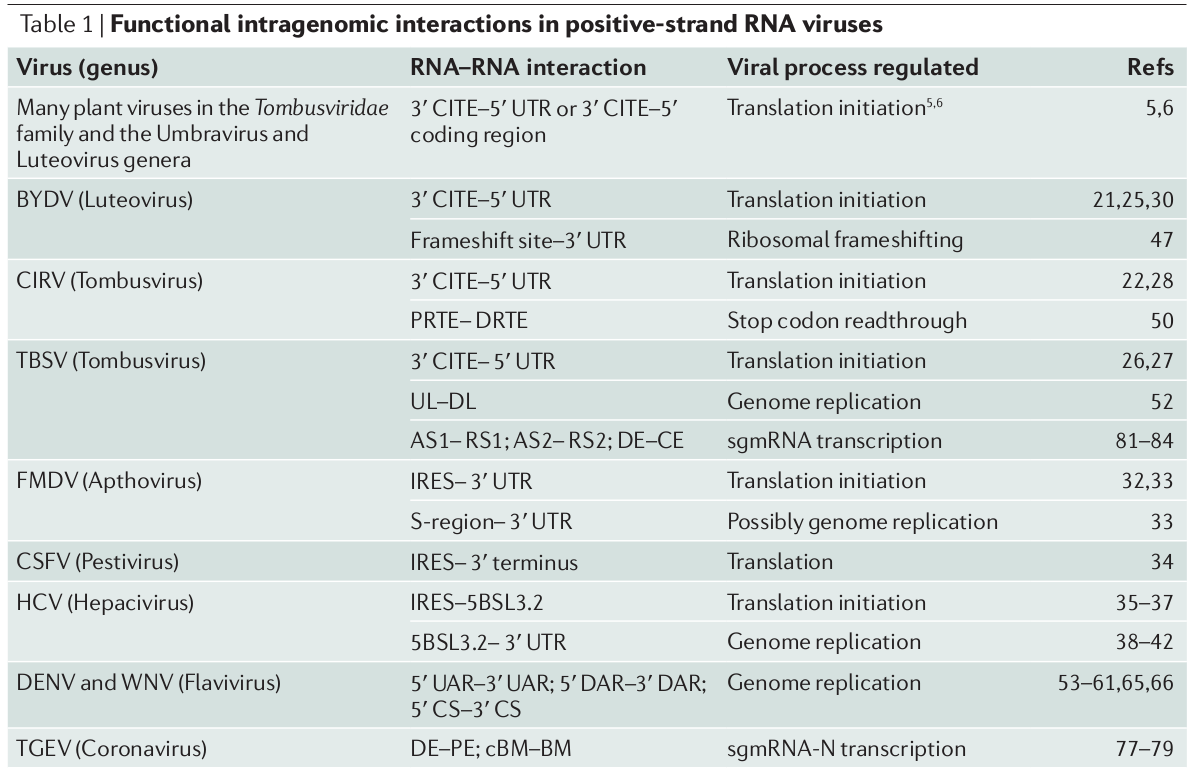 Table 1 | Functional intragenomic interactions in positive-strand RNA viruses
Virus (genus) RNA–RNA interaction Viral process regulated Refs
Many plant viruses in the Tombusviridae 3′ CITE–5′ UTR or 3′ CITE–5′ Translation initiation5,6 5,6
family and the Umbravirus and coding region
Luteovirus genera
BYDV (Luteovirus) 3′ CITE–5′ UTR Translation initiation 21,25,30
Frameshift site–3′ UTR Ribosomal frameshifting 47
CIRV (Tombusvirus) 3′ CITE–5′ UTR Translation initiation 22,28
PRTE– DRTE Stop codon readthrough 50
TBSV (Tombusvirus) 3′ CITE– 5′ UTR Translation initiation 26,27
UL–DL Genome replication 52
AS1– RS1; AS2– RS2; DE–CE sgmRNA transcription 81–84
FMDV (Apthovirus) IRES– 3′ UTR Translation initiation 32,33
S-region– 3′ UTR Possibly genome replication 33
CSFV (Pestivirus) IRES– 3′ terminus Translation 34
HCV (Hepacivirus) IRES–5BSL3.2 Translation initiation 35–37
5BSL3.2– 3′ UTR Genome replication 38–42
DENV and WNV (Flavivirus) 5′ UAR–3′ UAR; 5′ DAR–3′ DAR; Genome replication 53–61,65,66
5′ CS–3′ CS
TGEV (Coronavirus) DE–PE; cBM–BM sgmRNA-N transcription 77–79